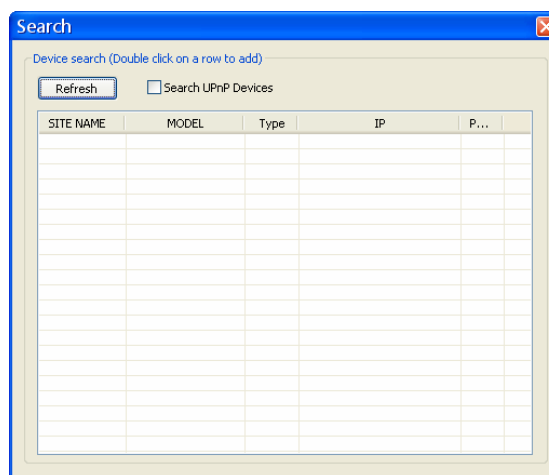 Search
Device search (Double click on a row to add)
Refresh Search UPnP Devices
SITE NAME MODEL Type IP P...